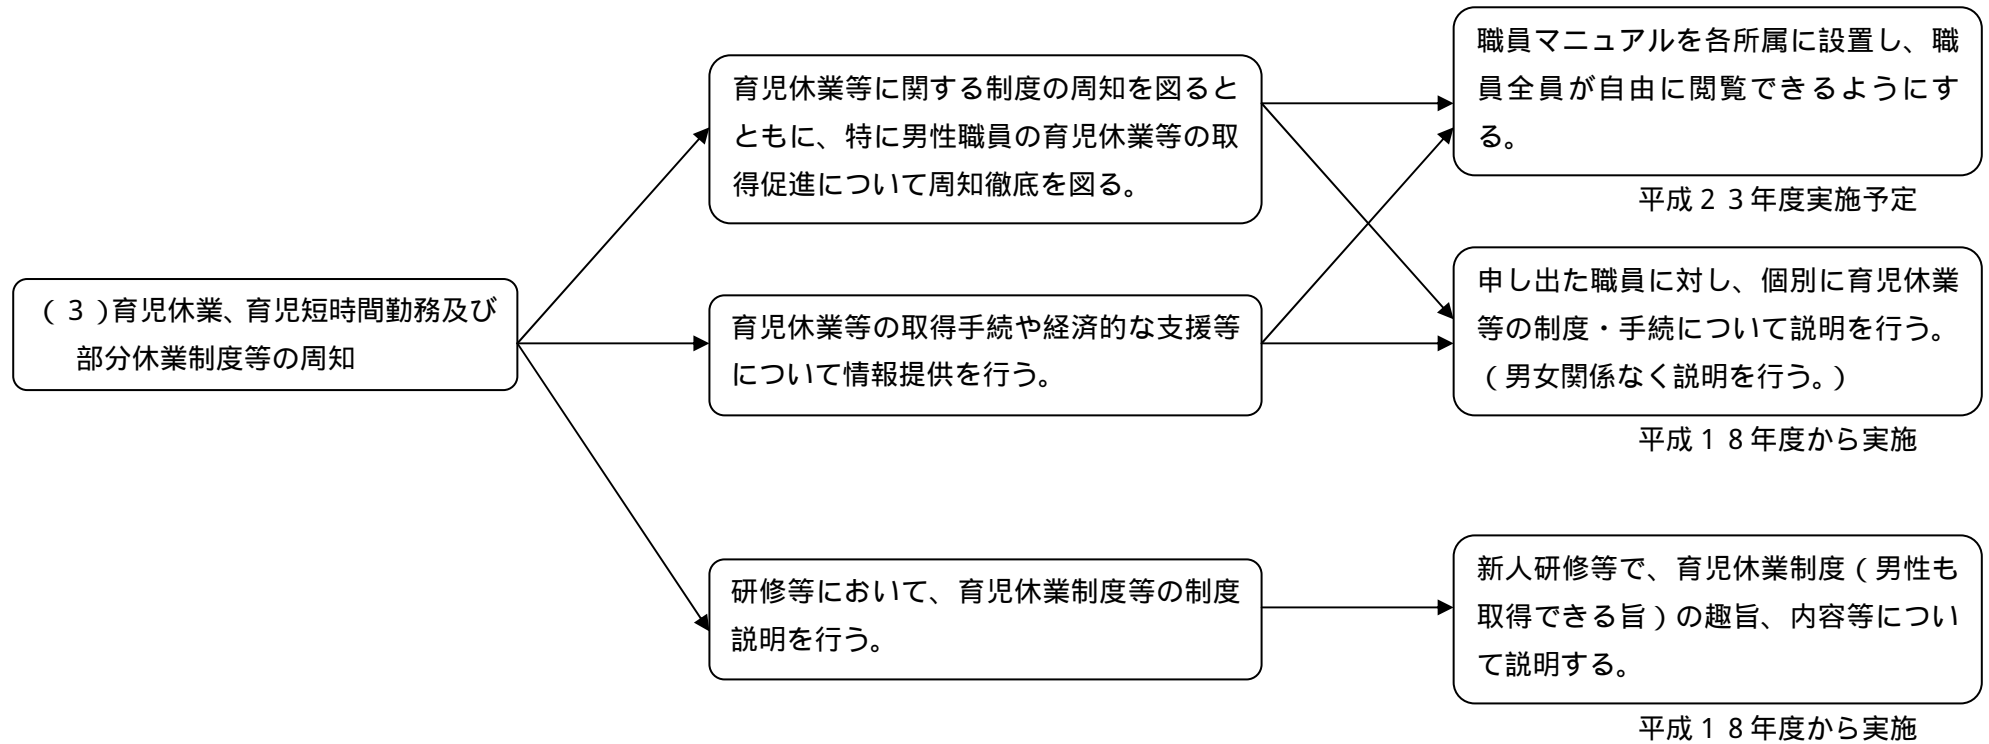 （３）育児休業、育児短時間勤務及び
部分休業制度等の周知
育児休業等に関する制度の周知を図ると
ともに、特に男性職員の育児休業等の取
得促進について周知徹底を図る。
育児休業等の取得手続や経済的な支援等
について情報提供を行う。
研修等において、育児休業制度等の制度
説明を行う。
職員マニュアルを各所属に設置し、職
員全員が自由に閲覧できるようにす
る。
平成２３年度実施予定
申し出た職員に対し、個別に育児休業
等の制度・手続について説明を行う。
（男女関係なく説明を行う。）
平成１８年度から実施
新人研修等で、育児休業制度（男性も
取得できる旨）の趣旨、内容等につい
て説明する。
平成１８年度から実施